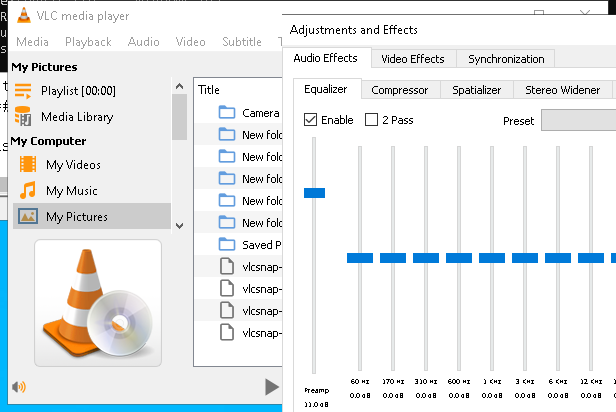 VLC media player
Media Playback Audio Video Subtitle
My Pictures
Playlist [00:00]
Media Library
My Computer
My Videos
My Music
My Pictures
Title
Camera
New fold
New fold
New fold
New fold
New fold
Saved P
vlcsnap-
vlcsnap-
vlcsnap-
vlcsnap-
Adjustments and Effects
Audio Effects Video Effects Synchronization
Equalizer Compressor Spatializer Stereo Widener
Enable 2 Pass Preset
60 Hz 170 Hz 310 Hz 600 Hz 1 KHz 3 KHz 6 KHz 12 KHz
Preamp 0.0 dB 0.0 dB 0.0 dB 0.0 dB 0.0 dB 0.0 dB 0.0 dB 0.0 dB
11.0 dB